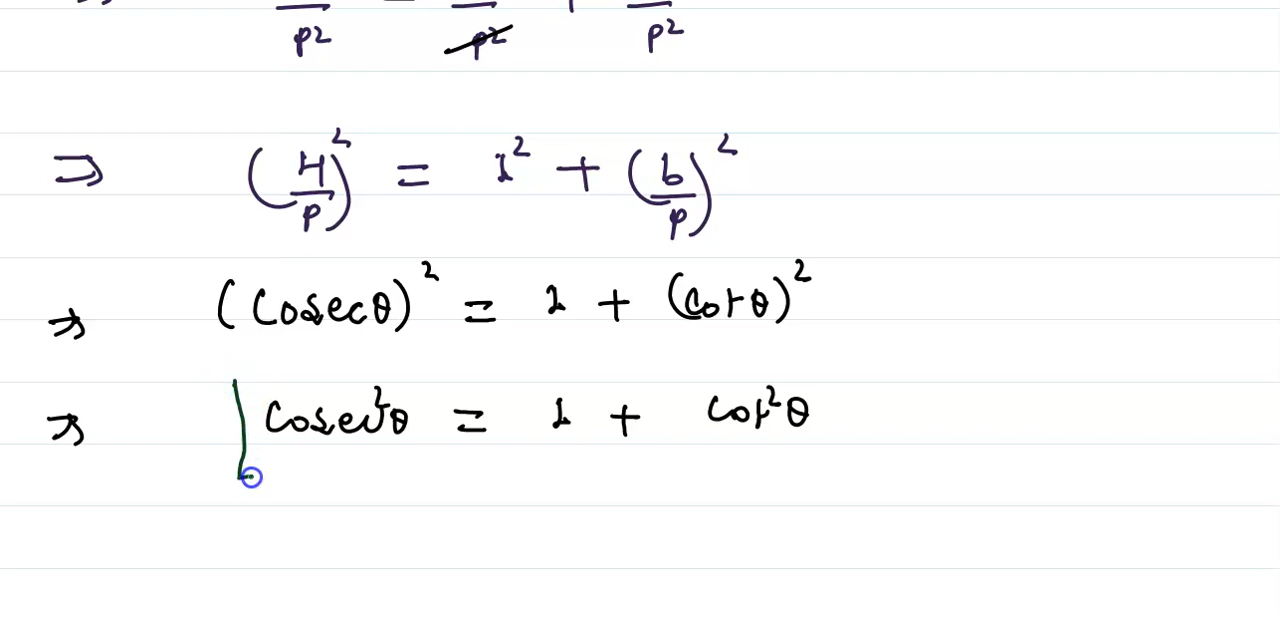 p² = p² + p²
⇒ (H/p)² = 1² + (b/p)²
⇒ (Cosecθ)² = 1 + (Cotθ)²
⇒ Cosec²θ = 1 + Cot²θ